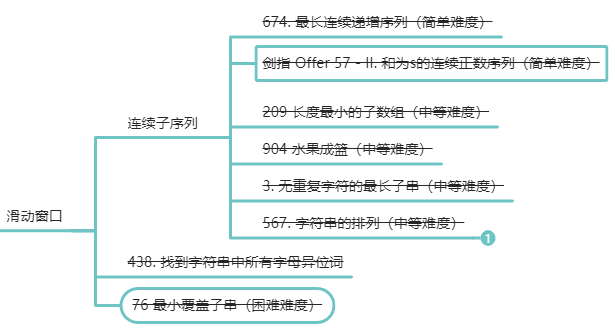 674. 最长连续递增序列（简单难度）
剑指 Offer 57 - II. 和为s的连续正数序列（简单难度）
209 长度最小的子数组（中等难度）
连续子序列
904 水果成篮（中等难度）
3. 无重复字符的最长子串（中等难度）
滑动窗口
567. 字符串的排列（中等难度）
1
438. 找到字符串中所有字母异位词
76 最小覆盖子串（困难难度）